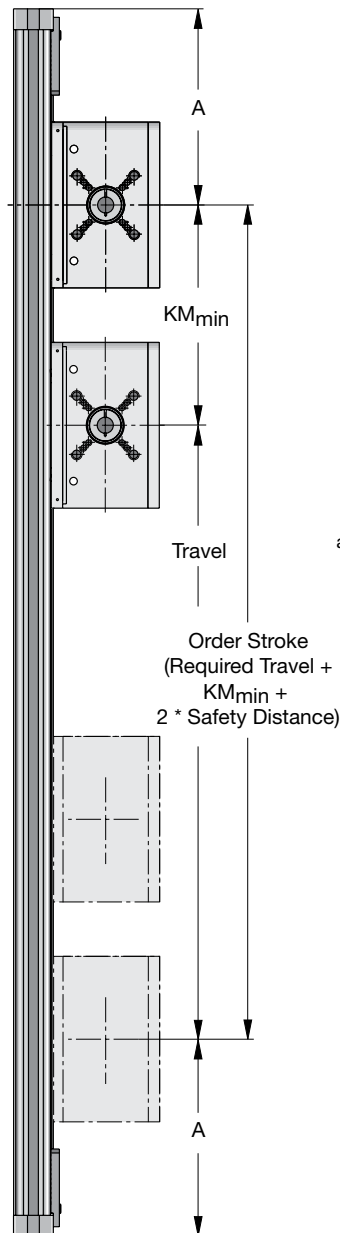 A
KMmin
Travel
a
Order Stroke
(Required Travel +
KMmin +
2 * Safety Distance)
A